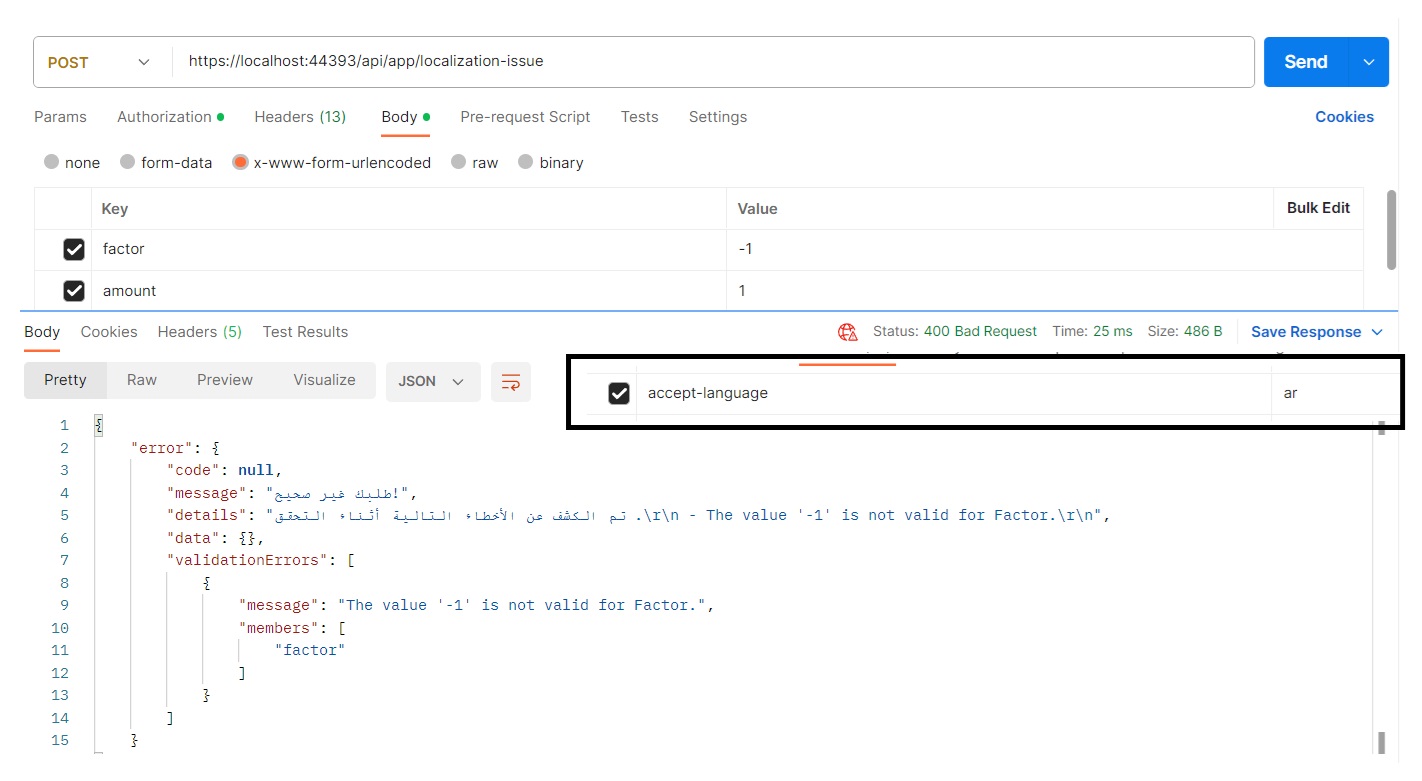 POST https://localhost:44393/api/app/localization-issue Send
Params Authorization Headers (13) Body Pre-request Script Tests Settings Cookies
none form-data x-www-form-urlencoded raw binary
Key Value Bulk Edit
factor -1
amount 1
Body Cookies Headers (5) Test Results Status: 400 Bad Request Time: 25 ms Size: 486 B Save Response
Pretty Raw Preview Visualize JSON
accept-language ar
1 {
2 "error": {
3 "code": null,
4 "message": "طلبك غير صحيح!",
5 "details": "تم الكشف عن الأخطاء التالية أثناء التحقق.\r\n - The value '-1' is not valid for Factor.\r\n",
6 "data": {},
7 "validationErrors": [
8 {
9 "message": "The value '-1' is not valid for Factor.",
10 "members": [
11 "factor"
12 ]
13 }
14 ]
15 }